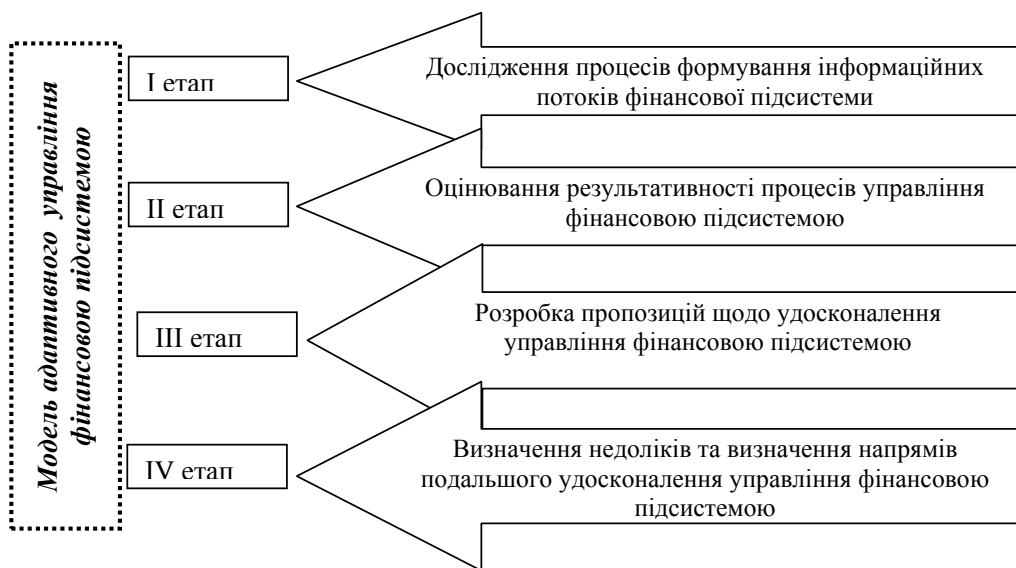 Модель адаптивного управління
фінансовою підсистемою
I етап
Дослідження процесів формування інформаційних
потоків фінансової підсистеми
II етап
Оцінювання результативності процесів управління
фінансовою підсистемою
III етап
Розробка пропозицій щодо удосконалення
управління фінансовою підсистемою
IV етап
Визначення недоліків та визначення напрямів
подальшого удосконалення управління фінансовою
підсистемою